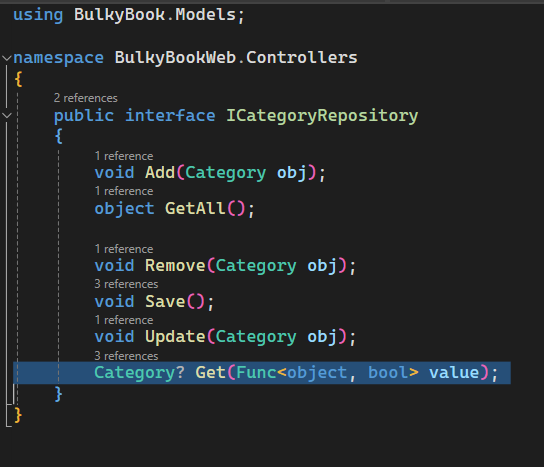 using BulkyBook.Models;
namespace BulkyBookWeb.Controllers
{
2 references
public interface ICategoryRepository
{
1 reference
void Add(Category obj);
1 reference
object GetAll();
1 reference
void Remove(Category obj);
3 references
void Save();
1 reference
void Update(Category obj);
3 references
Category? Get(Func<object, bool> value);
}
}